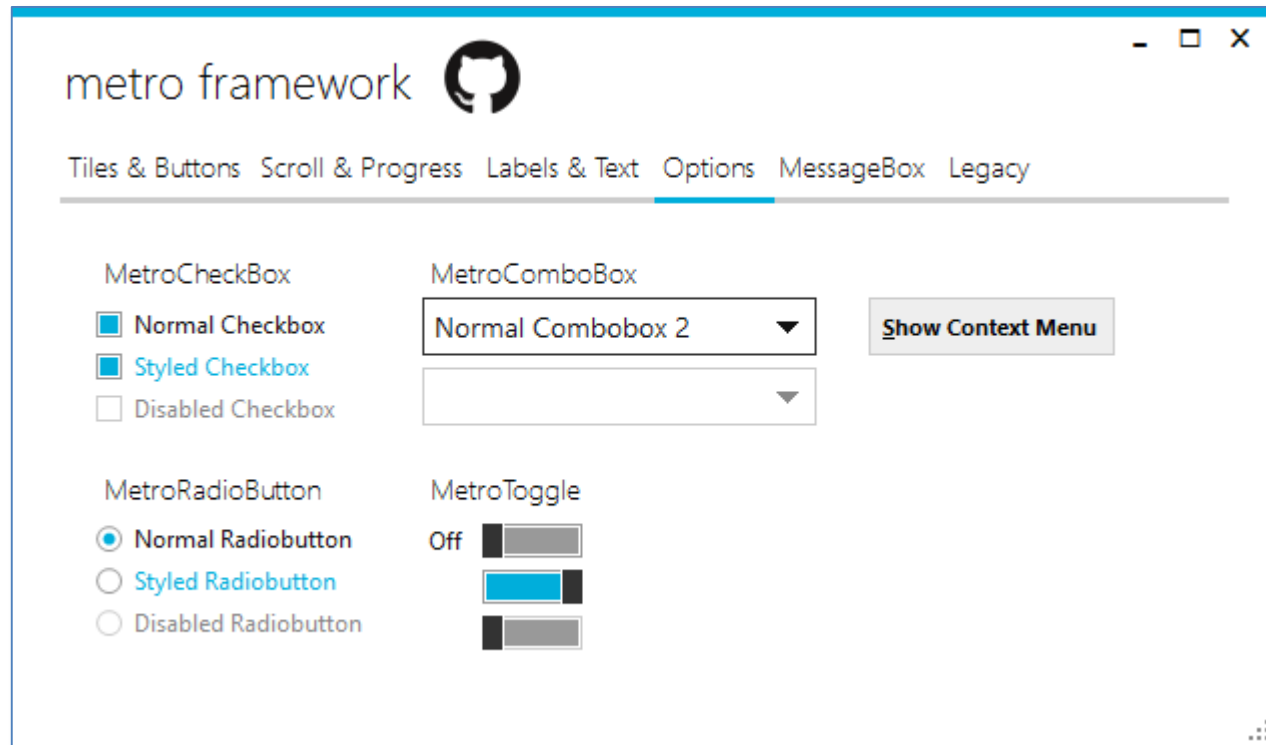 metro framework
Tiles & Buttons Scroll & Progress Labels & Text Options MessageBox Legacy
MetroCheckBox
Normal Checkbox
Styled Checkbox
Disabled Checkbox
MetroComboBox
Normal Combobox 2
Show Context Menu
MetroRadioButton
Normal Radiobutton
Styled Radiobutton
Disabled Radiobutton
MetroToggle
Off